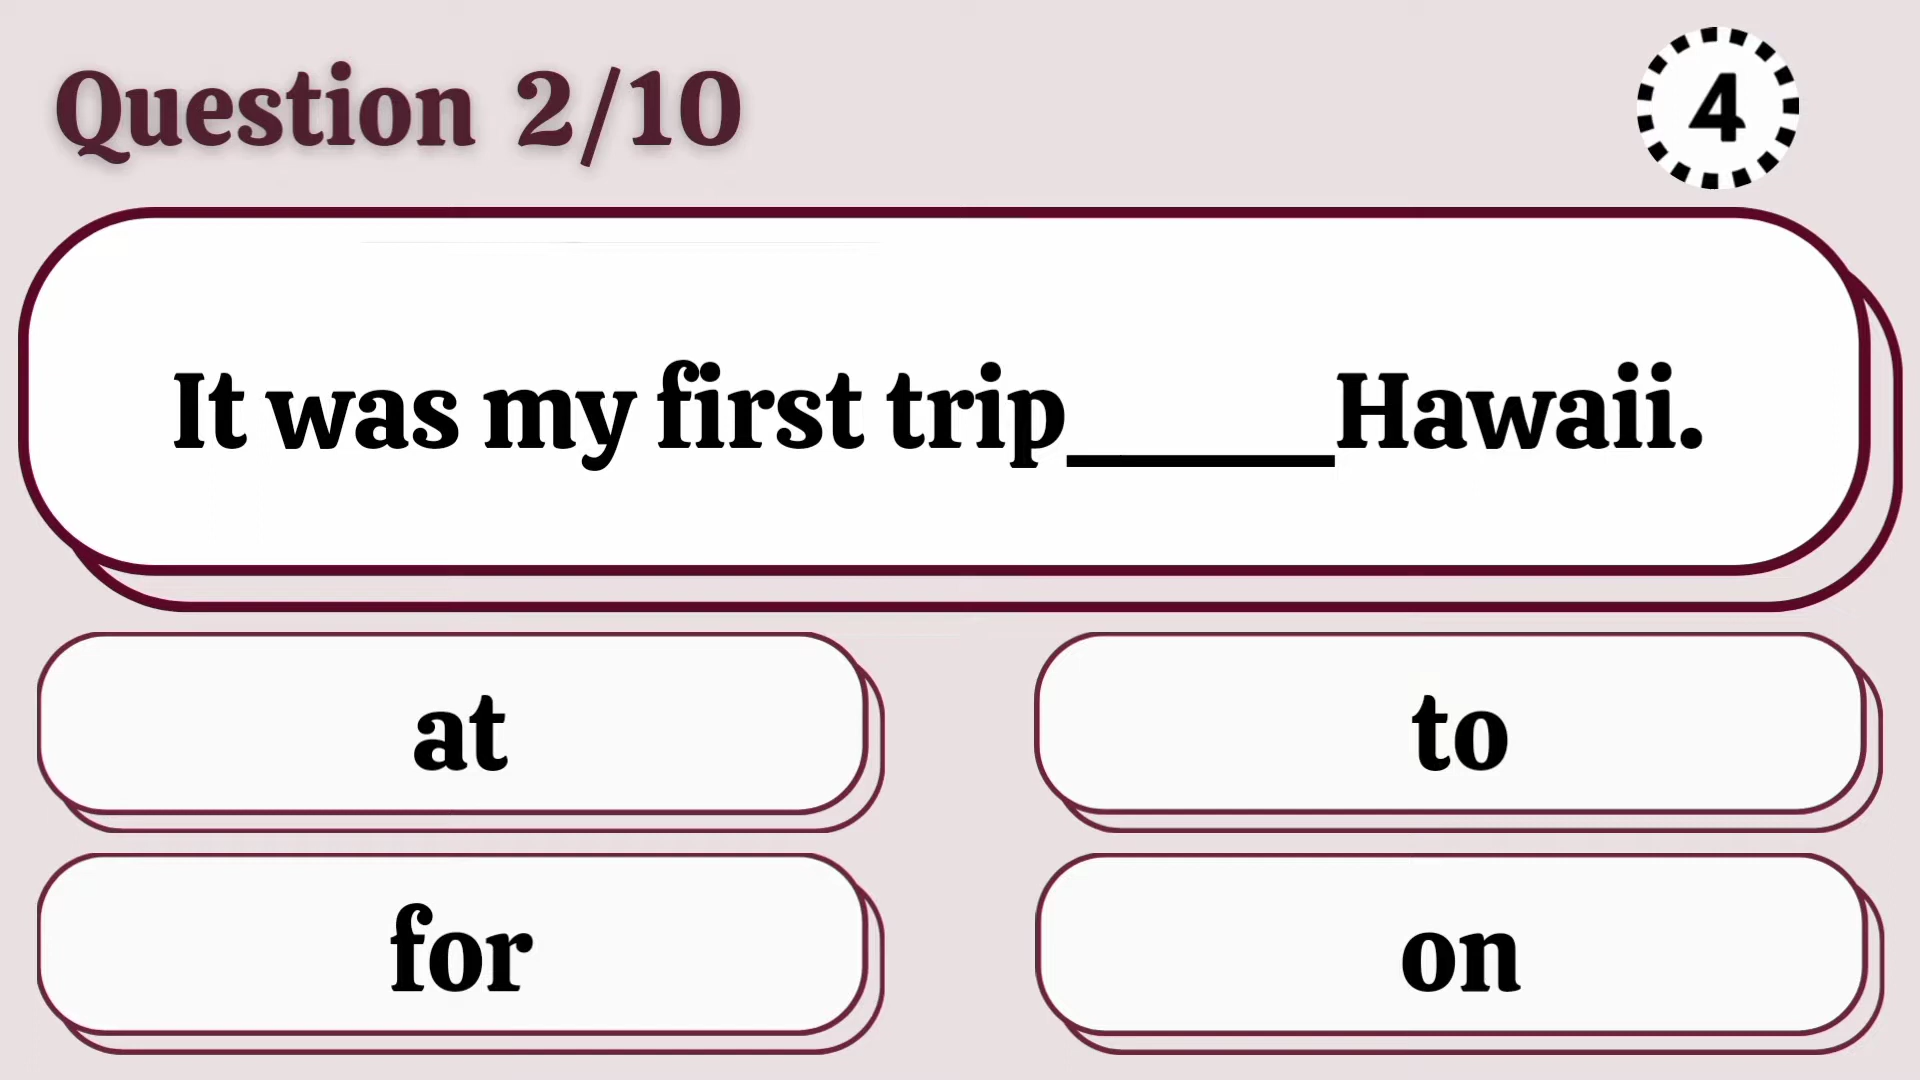 Question 2/10
4
It was my first trip_____Hawaii.
at
to
for
on